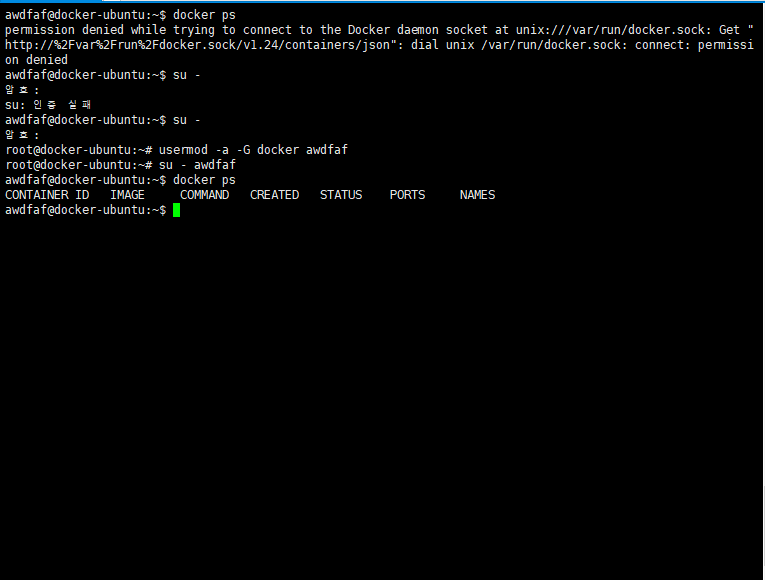 awdfaf@docker-ubuntu:~$ docker ps
permission denied while trying to connect to the Docker daemon socket at unix:///var/run/docker.sock: Get "
http://%2Fvar%2Frun%2Fdocker.sock/v1.24/containers/json": dial unix /var/run/docker.sock: connect: permissi
on denied
awdfaf@docker-ubuntu:~$ su -
암호:
su: 인증 실패
awdfaf@docker-ubuntu:~$ su -
암호:
root@docker-ubuntu:~# usermod -a -G docker awdfaf
root@docker-ubuntu:~# su - awdfaf
awdfaf@docker-ubuntu:~$ docker ps
CONTAINER ID   IMAGE     COMMAND   CREATED   STATUS    PORTS     NAMES
awdfaf@docker-ubuntu:~$